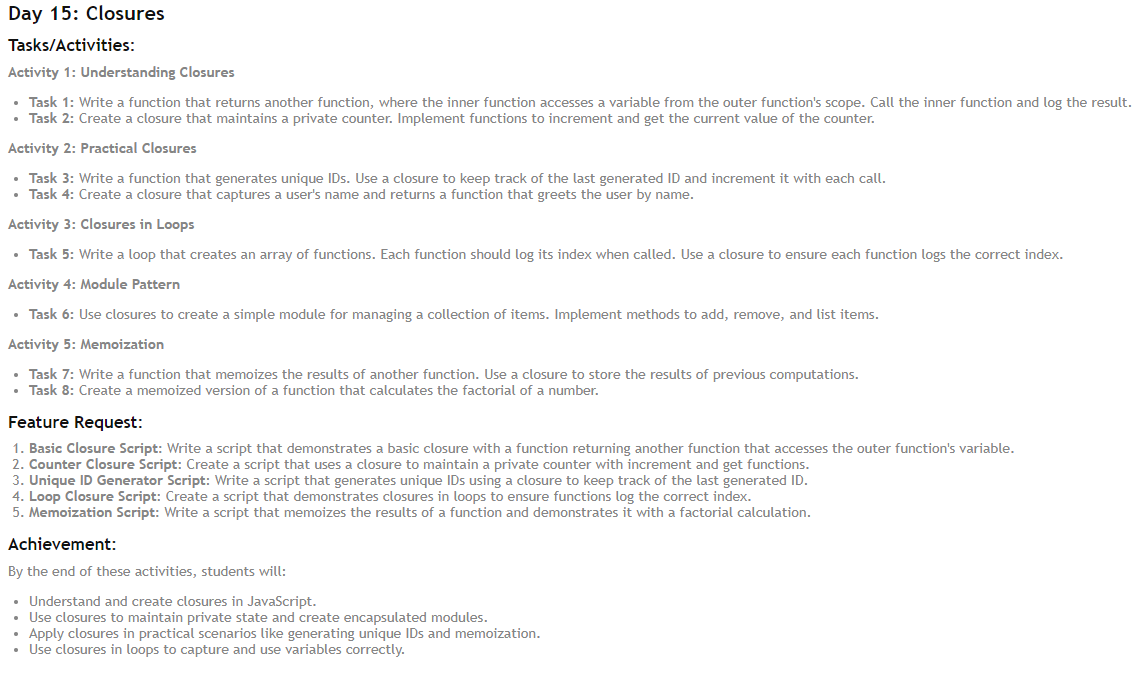 Day 15: Closures
Tasks/Activities:
Activity 1: Understanding Closures
• Task 1: Write a function that returns another function, where the inner function accesses a variable from the outer function's scope. Call the inner function and log the result.
• Task 2: Create a closure that maintains a private counter. Implement functions to increment and get the current value of the counter.
Activity 2: Practical Closures
• Task 3: Write a function that generates unique IDs. Use a closure to keep track of the last generated ID and increment it with each call.
• Task 4: Create a closure that captures a user's name and returns a function that greets the user by name.
Activity 3: Closures in Loops
• Task 5: Write a loop that creates an array of functions. Each function should log its index when called. Use a closure to ensure each function logs the correct index.
Activity 4: Module Pattern
• Task 6: Use closures to create a simple module for managing a collection of items. Implement methods to add, remove, and list items.
Activity 5: Memoization
• Task 7: Write a function that memoizes the results of another function. Use a closure to store the results of previous computations.
• Task 8: Create a memoized version of a function that calculates the factorial of a number.
Feature Request:
1. Basic Closure Script: Write a script that demonstrates a basic closure with a function returning another function that accesses the outer function's variable.
2. Counter Closure Script: Create a script that uses a closure to maintain a private counter with increment and get functions.
3. Unique ID Generator Script: Write a script that generates unique IDs using a closure to keep track of the last generated ID.
4. Loop Closure Script: Create a script that demonstrates closures in loops to ensure functions log the correct index.
5. Memoization Script: Write a script that memoizes the results of a function and demonstrates it with a factorial calculation.
Achievement:
By the end of these activities, students will:
• Understand and create closures in JavaScript.
• Use closures to maintain private state and create encapsulated modules.
• Apply closures in practical scenarios like generating unique IDs and memoization.
• Use closures in loops to capture and use variables correctly.